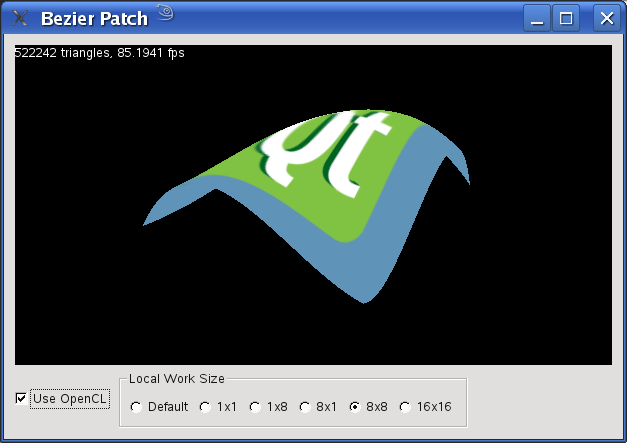 Bezier Patch
522242 triangles, 85.1941 fps
Qt
Local Work Size
Use OpenCL
Default 1x1 1x8 8x1 8x8 16x16